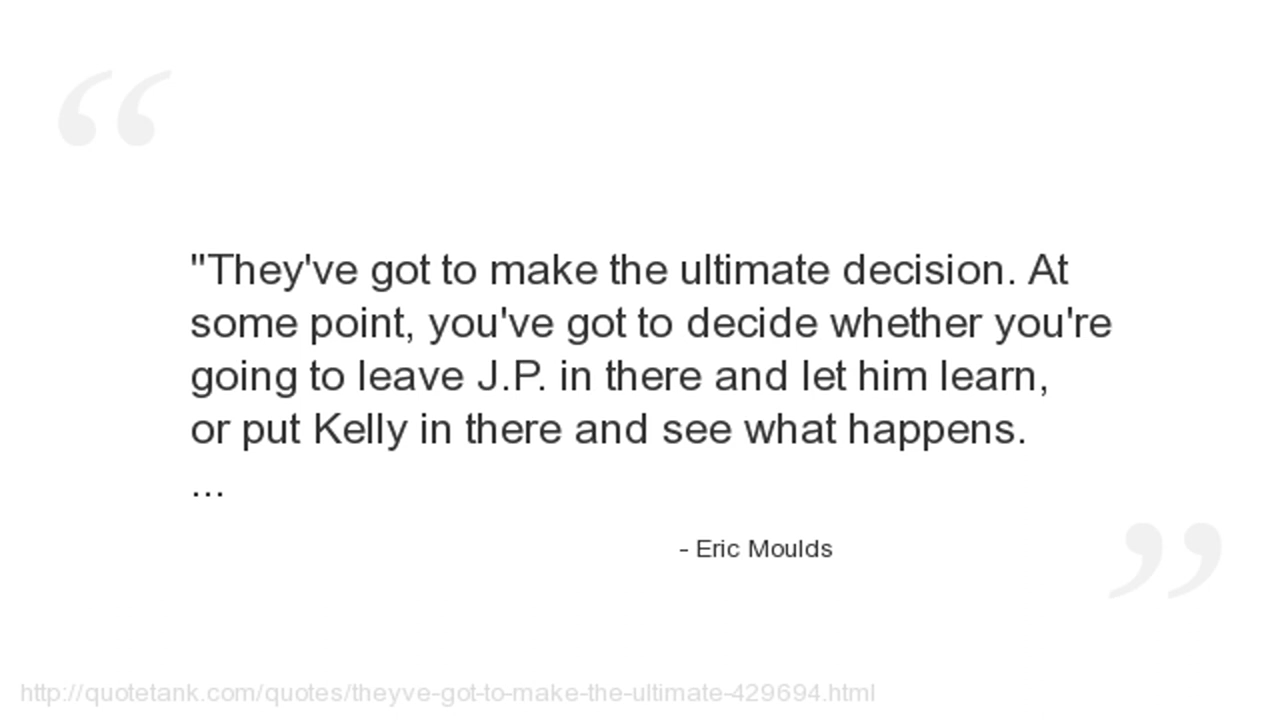 "They've got to make the ultimate decision. At
some point, you've got to decide whether you're
going to leave J.P. in there and let him learn,
or put Kelly in there and see what happens.
...
- Eric Moulds
http://quotetank.com/quotes/theyve-got-to-make-the-ultimate-429694.html